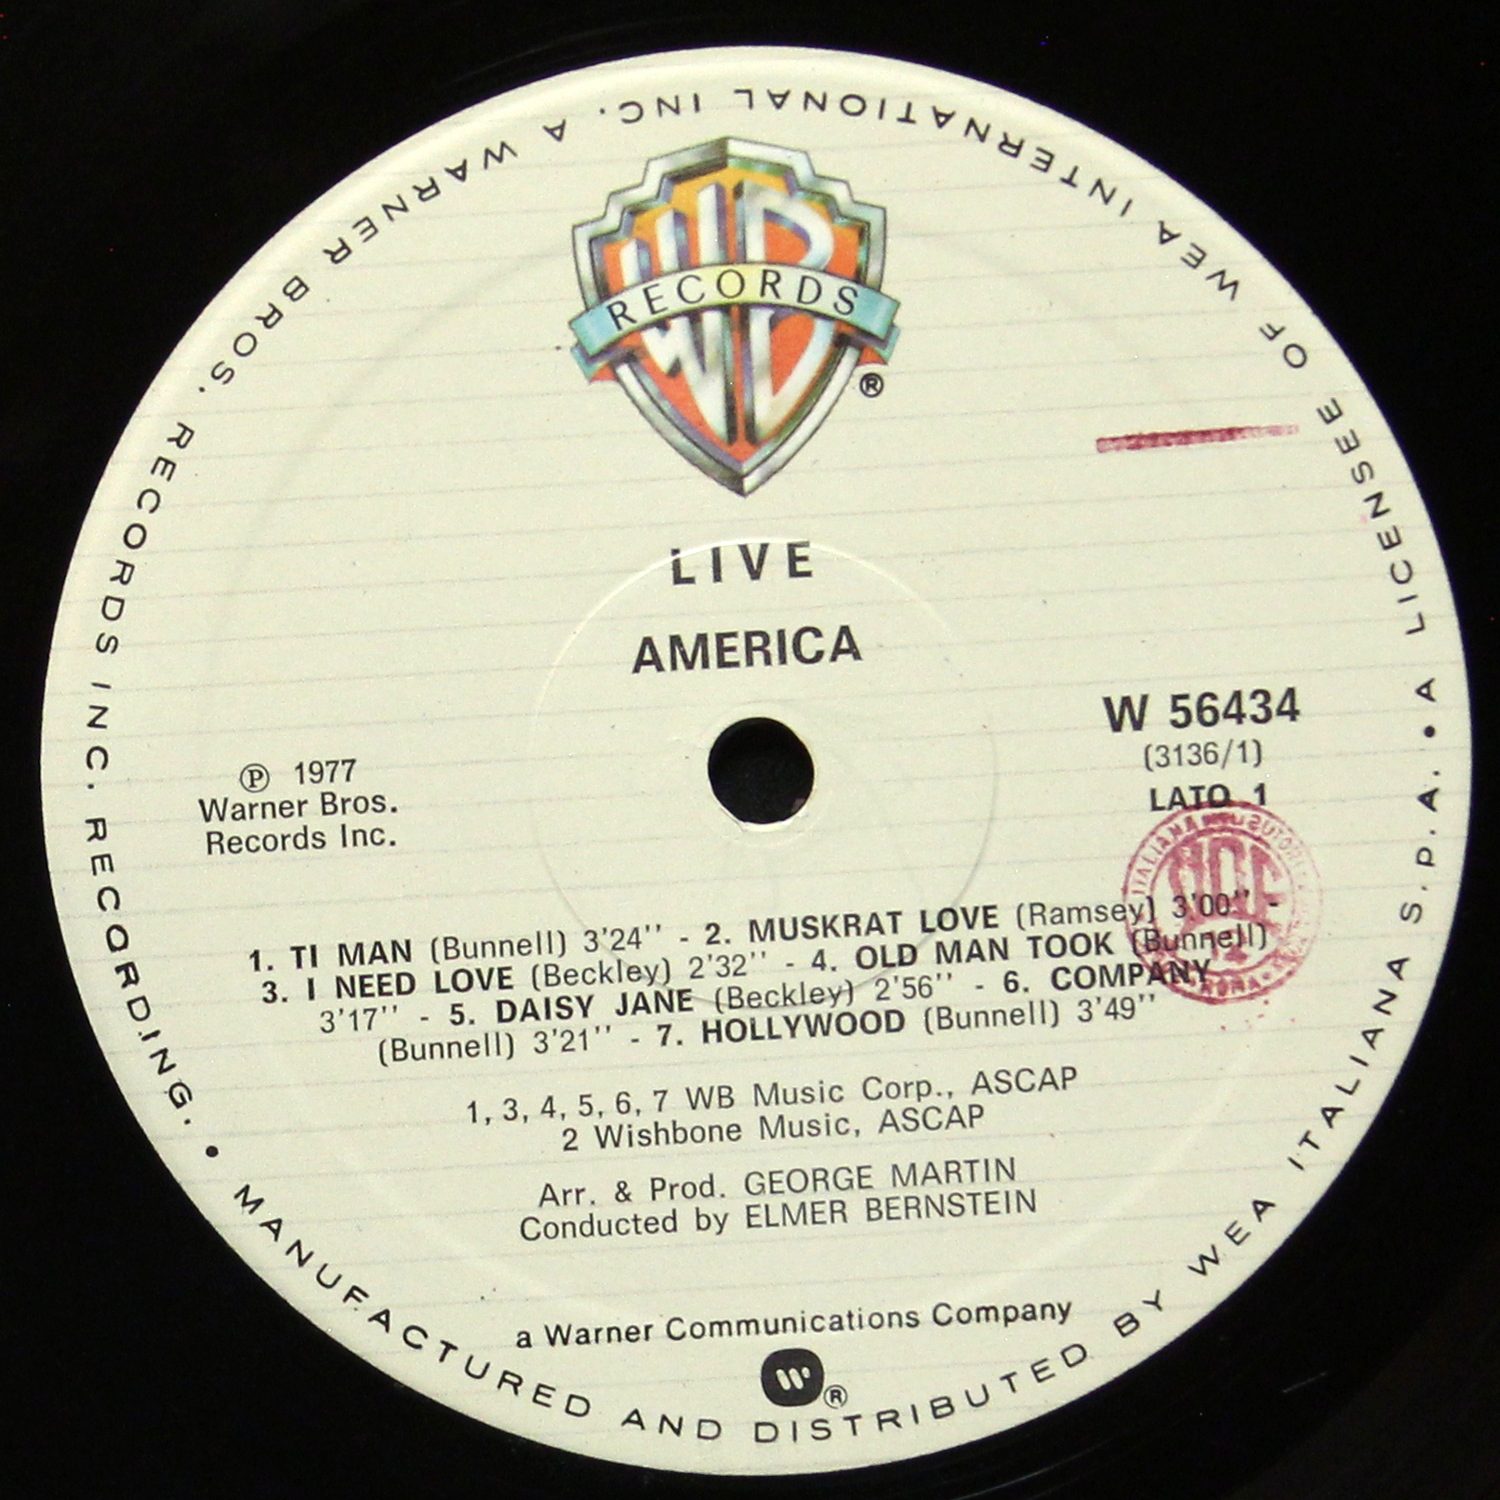 WB
RECORDS
®
LIVE
AMERICA
W 56434
(3136/1)
LATO 1
Ⓟ 1977
Warner Bros.
Records Inc.
1. TI MAN (Bunnell) 3'24'' - 2. MUSKRAT LOVE (Ramsey) 3'00'' -
3. I NEED LOVE (Beckley) 2'32'' - 4. OLD MAN TOOK (Bunnell)
3'17'' - 5. DAISY JANE (Beckley) 2'56'' - 6. COMPANY
(Bunnell) 3'21'' - 7. HOLLYWOOD (Bunnell) 3'49''
1, 3, 4, 5, 6, 7 WB Music Corp., ASCAP
2 Wishbone Music, ASCAP
Arr. & Prod. GEORGE MARTIN
Conducted by ELMER BERNSTEIN
a Warner Communications Company
W ®
MANUFACTURED AND DISTRIBUTED BY WEA ITALIANA S.P.A. • A LICENSEE OF WEA INTERNATIONAL INC. A WARNER BROS. RECORDS INC. RECORDING. •
ITALIANA
ROMA